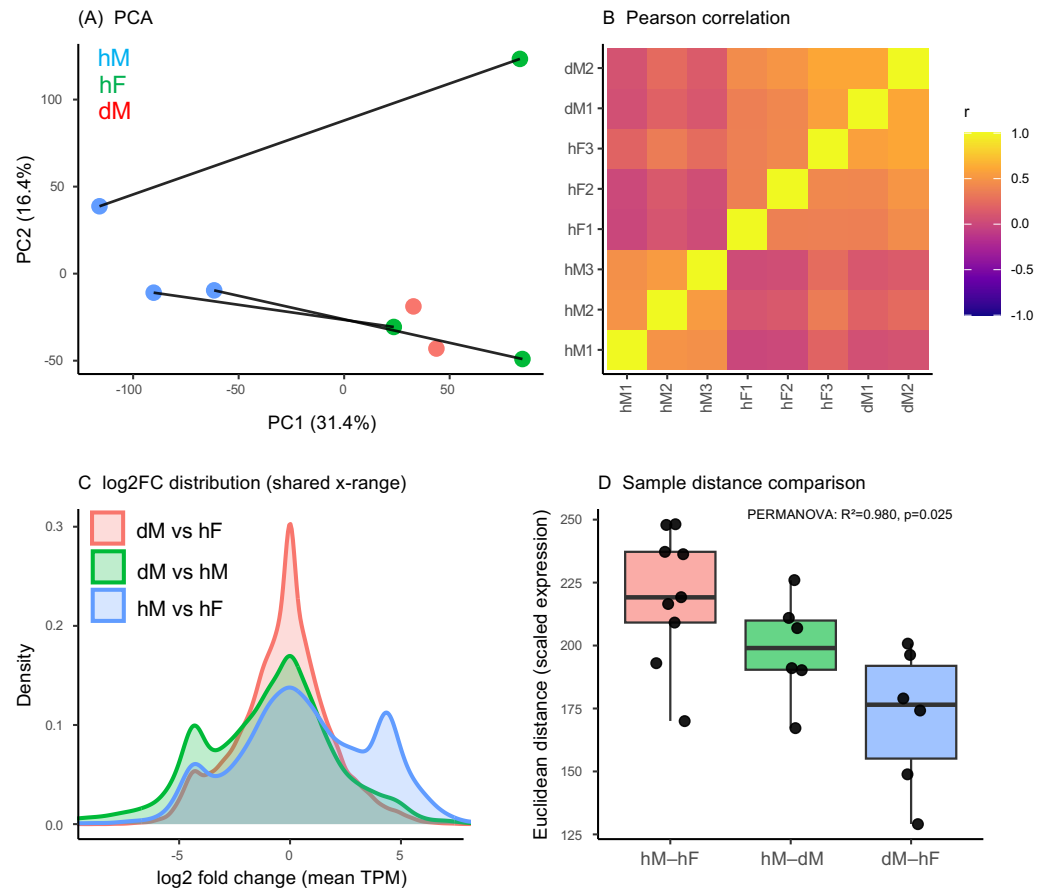 (A) PCA
hM
hF
dM
100
50
0
-50
-100
-50
0
50
PC2 (16.4%)
PC1 (31.4%)
B Pearson correlation
dM2
dM1
hF3
hF2
hF1
hM3
hM2
hM1
hM1
hM2
hM3
hF1
hF2
hF3
dM1
dM2
r
1.0
0.5
0.0
-0.5
-1.0
C log2FC distribution (shared x-range)
dM vs hF
dM vs hM
hM vs hF
0.3
0.2
0.1
0.0
-5
0
5
Density
log2 fold change (mean TPM)
D Sample distance comparison
PERMANOVA: R²=0.980, p=0.025
250
225
200
175
150
125
Euclidean distance (scaled expression)
hM–hF
hM–dM
dM–hF